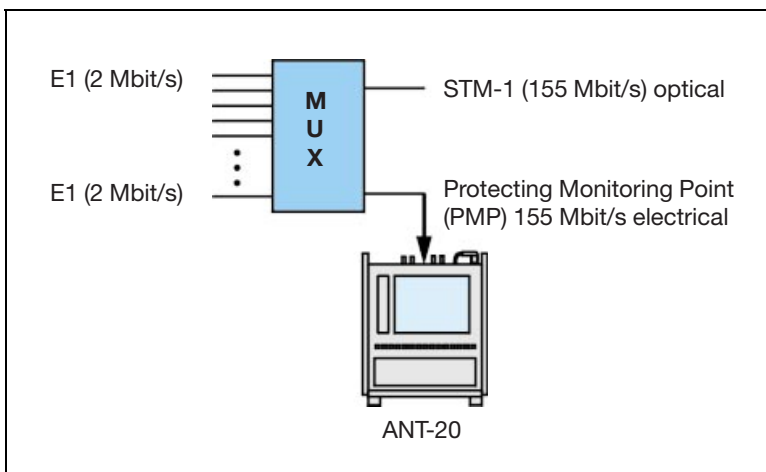 E1 (2 Mbit/s)
STM-1 (155 Mbit/s) optical
M
U
X
E1 (2 Mbit/s)
Protecting Monitoring Point
(PMP) 155 Mbit/s electrical
ANT-20